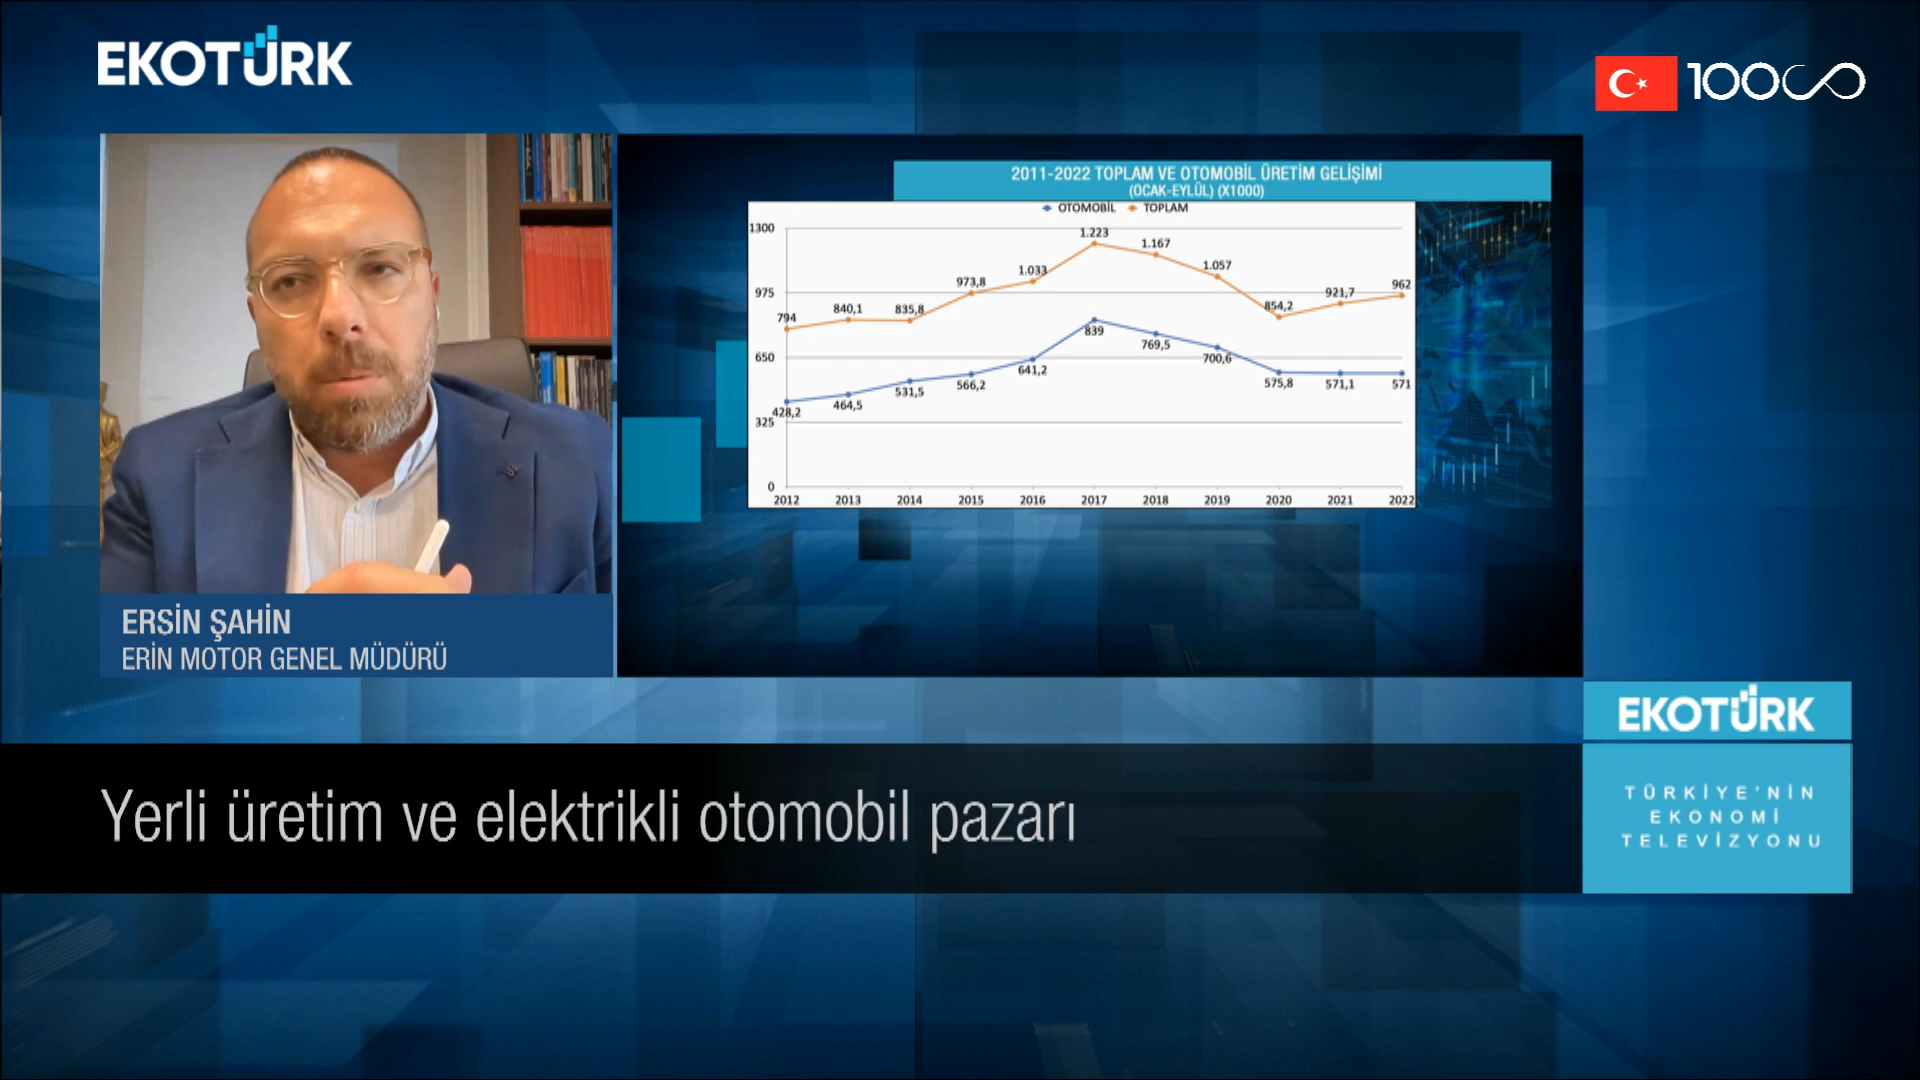 EKOTÜRK
100
2011-2022 TOPLAM VE OTOMOBİL ÜRETİM GELİŞİMİ
(OCAK-EYLÜL) (X1000)
OTOMOBİL TOPLAM
1300
975
650
325
0
794 840,1 835,8 973,8 1.033 1.223 1.167 1.057 854,2 921,7 962
428,2 464,5 531,5 566,2 641,2 839 769,5 700,6 575,8 571,1 571
2012 2013 2014 2015 2016 2017 2018 2019 2020 2021 2022
ERSİN ŞAHİN
ERİN MOTOR GENEL MÜDÜRÜ
EKOTÜRK
Yerli üretim ve elektrikli otomobil pazarı
TÜRKİYE'NİN
EKONOMİ
TELEVİZYONU